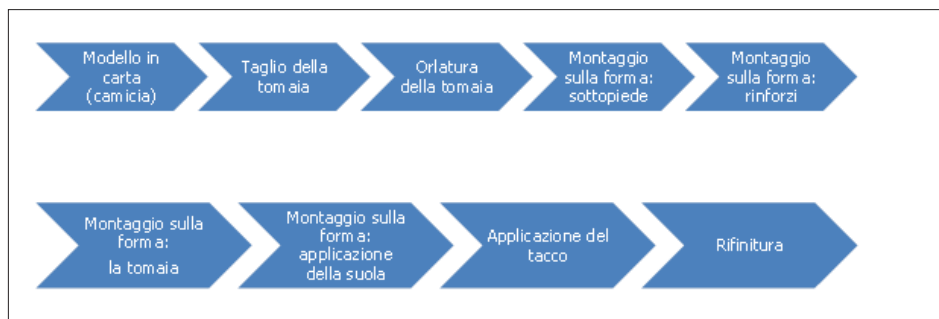 Modello in
carta
(camicia)
Taglio della
tomaia
Orlatura
della tomaia
Montaggio
sulla forma:
sottopiede
Montaggio
sulla forma:
rinforzi
Montaggio sulla
forma:
la tomaia
Montaggio sulla
forma:
applicazione
della suola
Applicazione del
tacco
Rifinitura